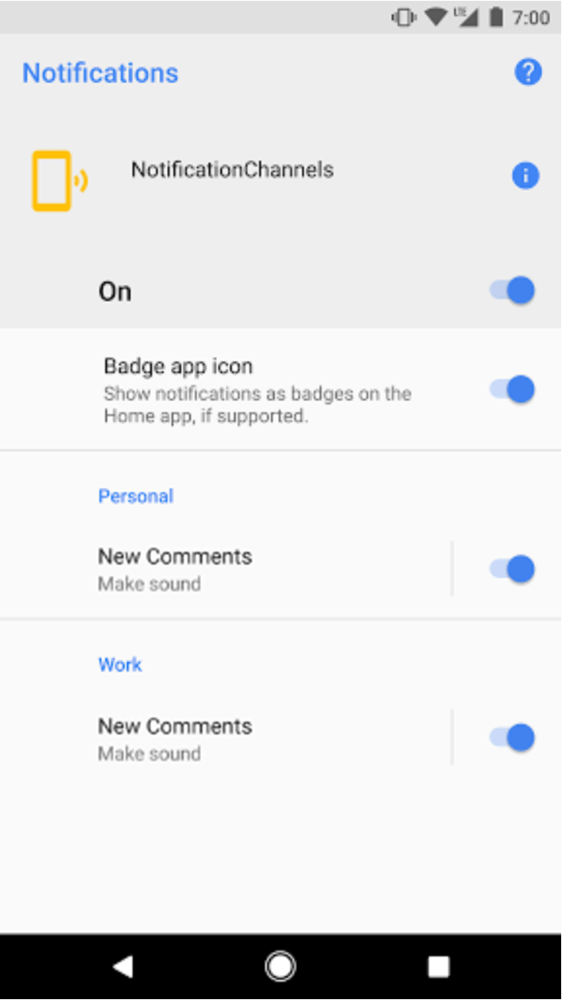 LTE 7:00
Notifications
NotificationChannels
On
Badge app icon
Show notifications as badges on the
Home app, if supported.
Personal
New Comments
Make sound
Work
New Comments
Make sound